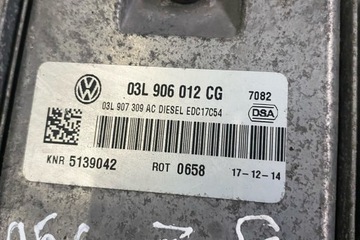 03L 906 012 CG
7082
03L 907 309 AC DIESEL EDC17C54
DSA
KNR 5139042
ROT 0658
17-12-14